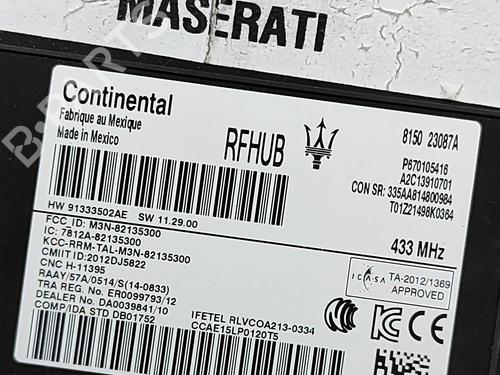 MASERATI
Continental
Fabrique au Mexique
Made in Mexico
RFHUB
8150 23087A
P670105416
A2C13910701
CON SR: 335AA814800984
T01Z21498K0364
HW 91333502AE SW 11.29.00
433 MHz
FCC ID: M3N-82135300
IC: 7812A-82135300
KCC-RRM-TAL-M3N-82135300
CMIIT ID: 2012DJ5822
CNC H-11395
RAAY/57A/0514/S(14-0833)
TRA REG. No. ER0099793/12
DEALER No. DA0039841/10
COMP/IDA STD DB01752
IFETEL RLVCOA213-0334
CCAE15LP0120T5
ICASA
TA-2012/1369
APPROVED
B-Parts